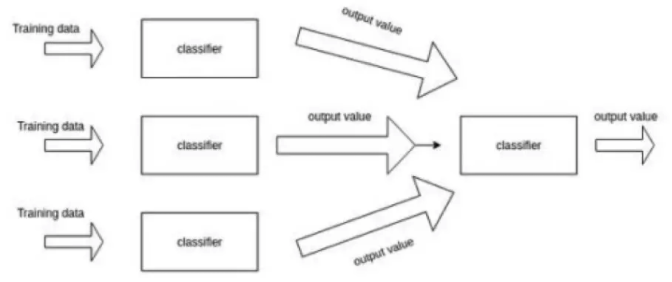 Training data
classifier
output value
Training data
classifier
output value
classifier
output value
Training data
classifier
output value